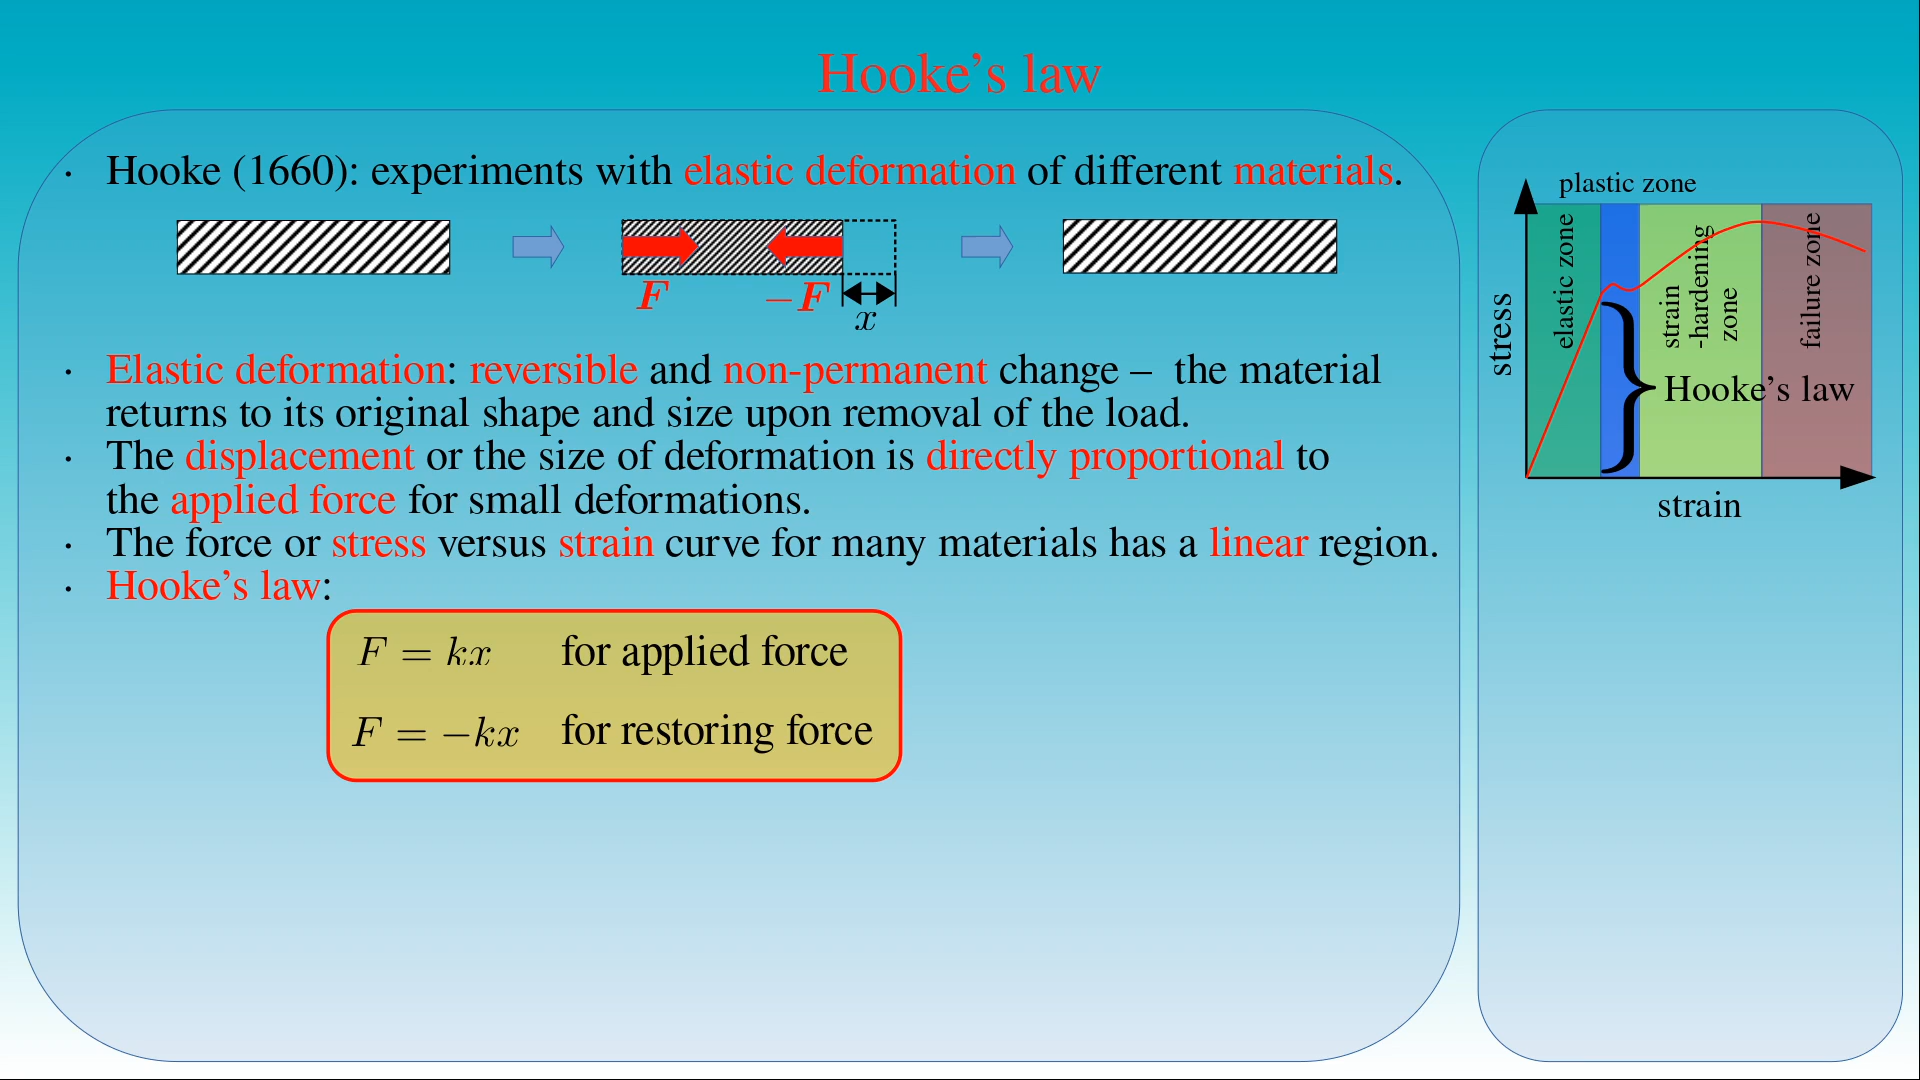 Hooke's law
· Hooke (1660): experiments with elastic deformation of different materials.
F
−F
x
· Elastic deformation: reversible and non-permanent change – the material
returns to its original shape and size upon removal of the load.
· The displacement or the size of deformation is directly proportional to
the applied force for small deformations.
· The force or stress versus strain curve for many materials has a linear region.
· Hooke's law:
F = kx for applied force
F = −kx for restoring force
plastic zone
elastic zone
strain
-hardening
zone
failure zone
stress
Hooke's law
strain